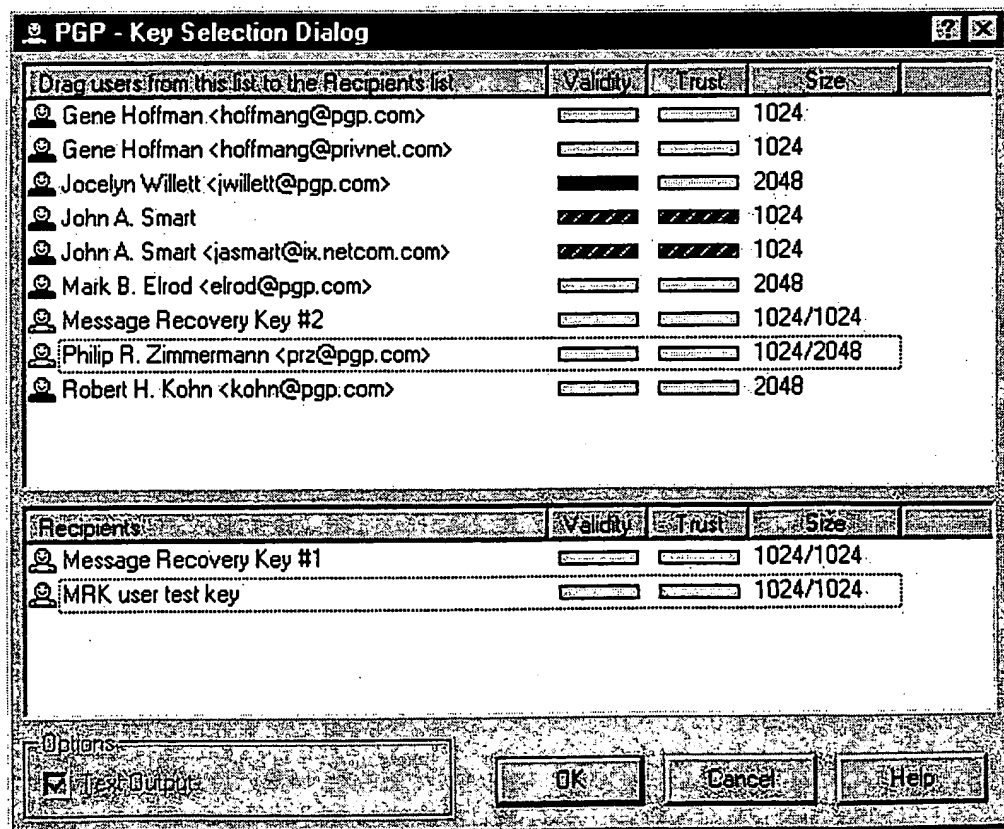 PGP - Key Selection Dialog
Drag users from this list to the Recipients list Validity Trust Size
Gene Hoffman <hoffmang@pgp.com> 1024
Gene Hoffman <hoffmang@privnet.com> 1024
Jocelyn Willett <jwillett@pgp.com> 2048
John A. Smart 1024
John A. Smart <jasmart@ix.netcom.com> 1024
Mark B. Elrod <elrod@pgp.com> 2048
Message Recovery Key #2 1024/1024
Philip R. Zimmermann <prz@pgp.com> 1024/2048
Robert H. Kohn <kohn@pgp.com> 2048
Recipients Validity Trust Size
Message Recovery Key #1 1024/1024
MRK user test key 1024/1024
Options
Text Output
OK Cancel Help